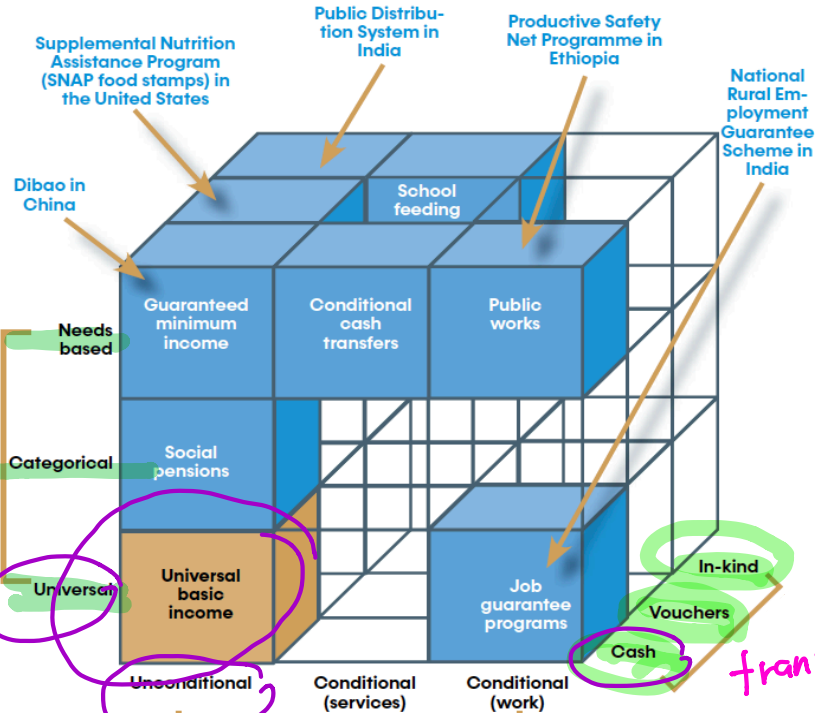 Public Distribu-
tion System in
India
Productive Safety
Net Programme in
Ethiopia
Supplemental Nutrition
Assistance Program
(SNAP food stamps) in
the United States
National
Rural Em-
ployment
Guarantee
Scheme in
India
Dibao in
China
School
feeding
Needs
based
Guaranteed
minimum
income
Conditional
cash
transfers
Public
works
Categorical
Social
pensions
Universal
Universal
basic
income
Job
guarantee
programs
In-kind
Vouchers
Cash
Unconditional
Conditional
(services)
Conditional
(work)